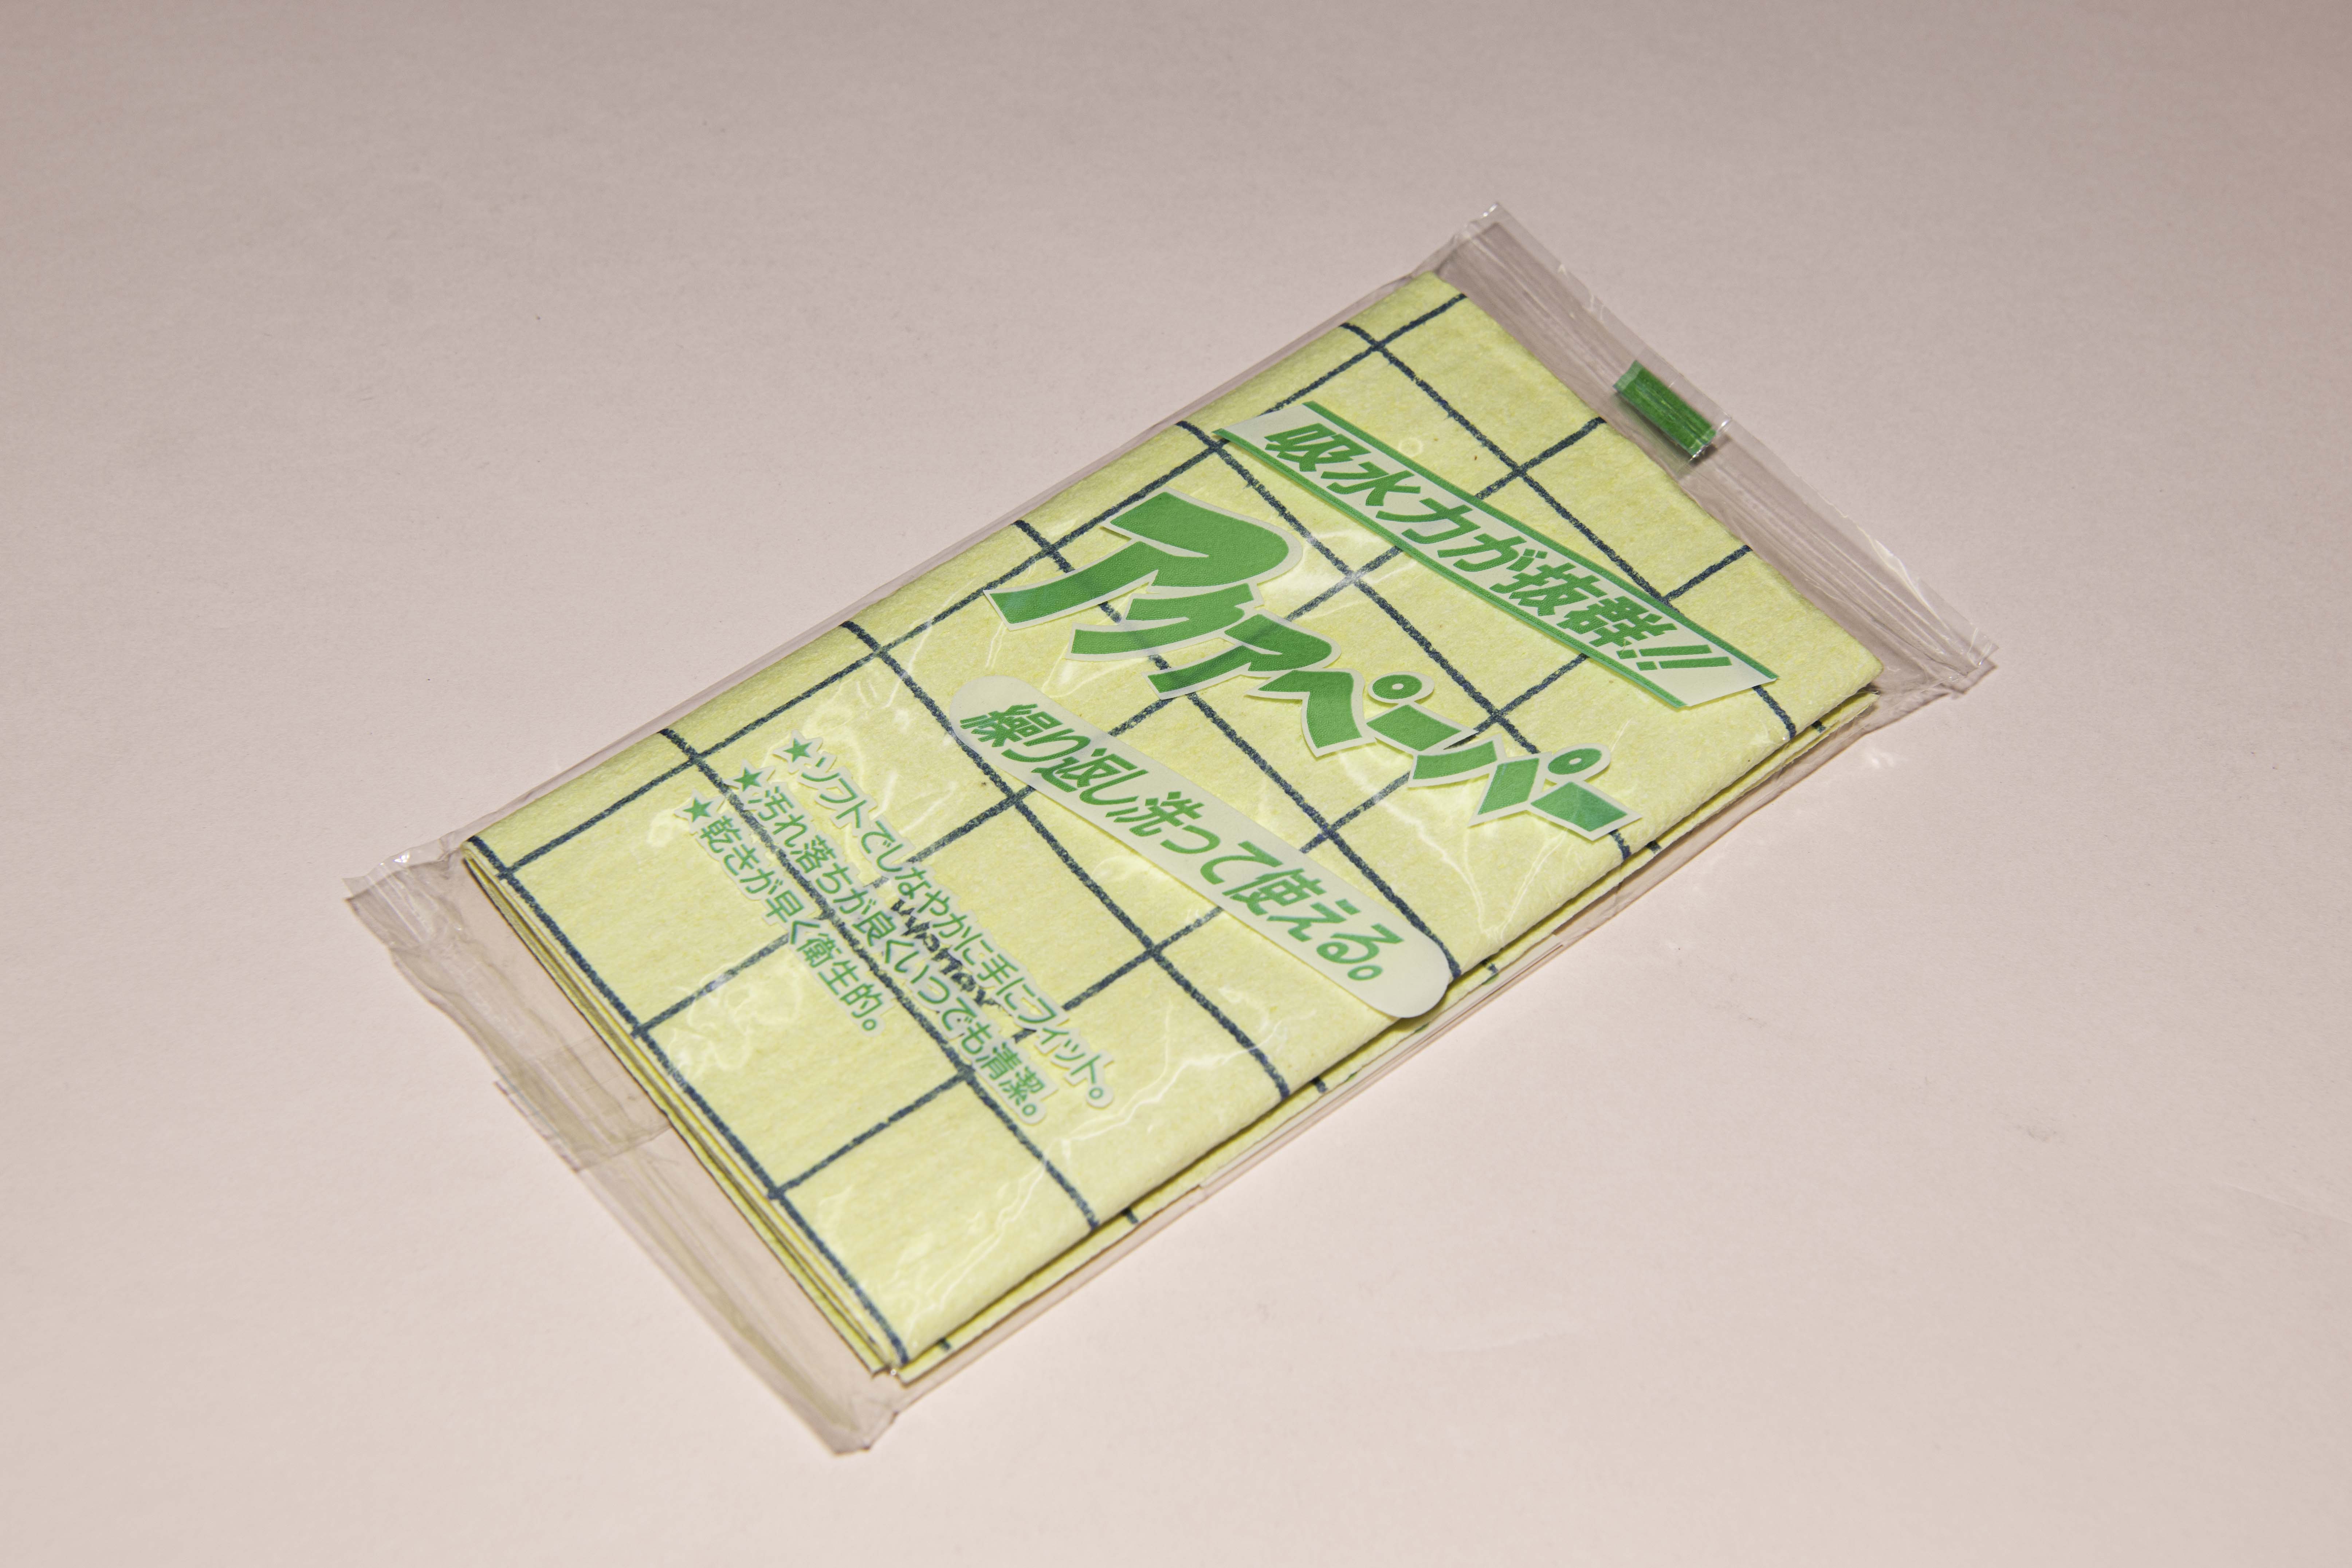 吸水力が抜群!!
アクアペーパー
繰り返し洗って使える。
★ソフトでしなやかに手にフィット。
★汚れ落ちが良くいつでも清潔。
★乾きが早く衛生的。